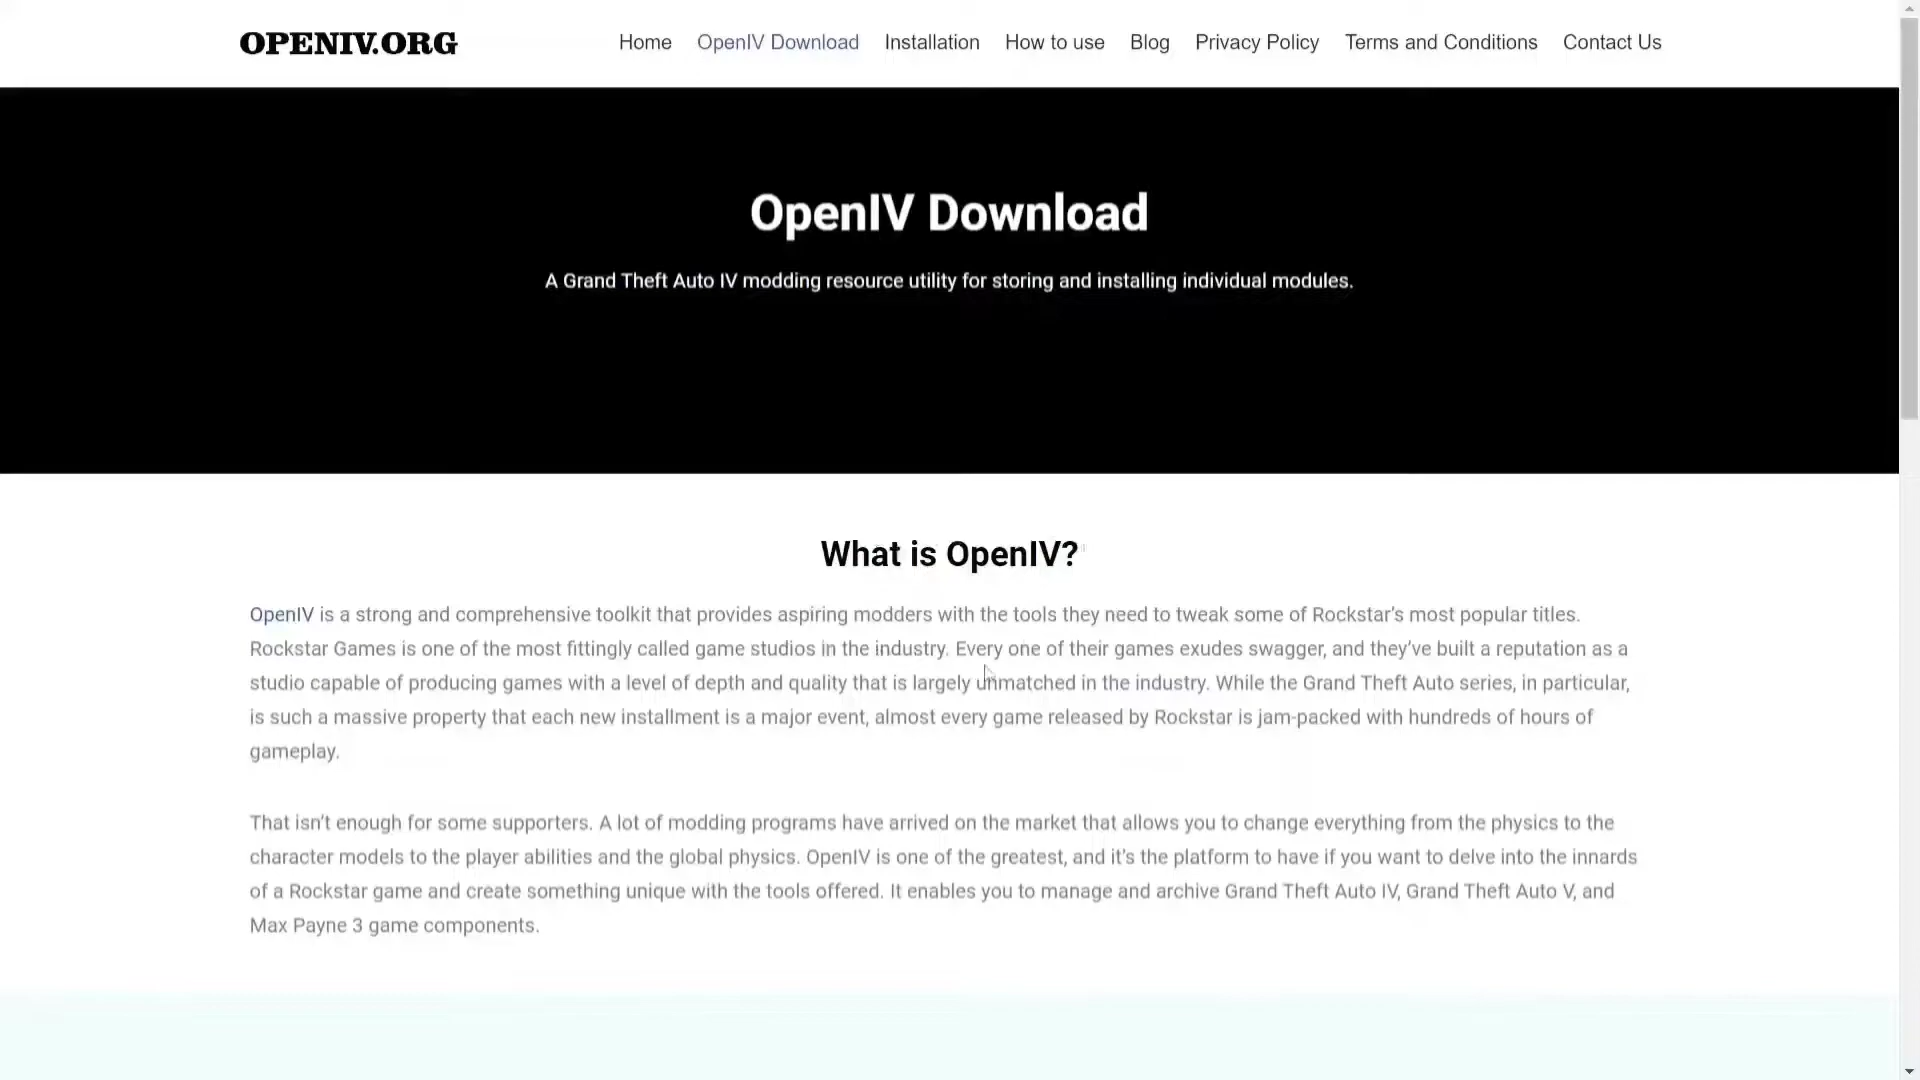 OPENIV.ORG
Home OpenIV Download Installation How to use Blog Privacy Policy Terms and Conditions Contact Us
OpenIV Download
A Grand Theft Auto IV modding resource utility for storing and installing individual modules.
What is OpenIV?
OpenIV is a strong and comprehensive toolkit that provides aspiring modders with the tools they need to tweak some of Rockstar’s most popular titles.
Rockstar Games is one of the most fittingly called game studios in the industry. Every one of their games exudes swagger, and they’ve built a reputation as a
studio capable of producing games with a level of depth and quality that is largely unmatched in the industry. While the Grand Theft Auto series, in particular,
is such a massive property that each new installment is a major event, almost every game released by Rockstar is jam-packed with hundreds of hours of
gameplay.
That isn’t enough for some supporters. A lot of modding programs have arrived on the market that allows you to change everything from the physics to the
character models to the player abilities and the global physics. OpenIV is one of the greatest, and it’s the platform to have if you want to delve into the innards
of a Rockstar game and create something unique with the tools offered. It enables you to manage and archive Grand Theft Auto IV, Grand Theft Auto V, and
Max Payne 3 game components.